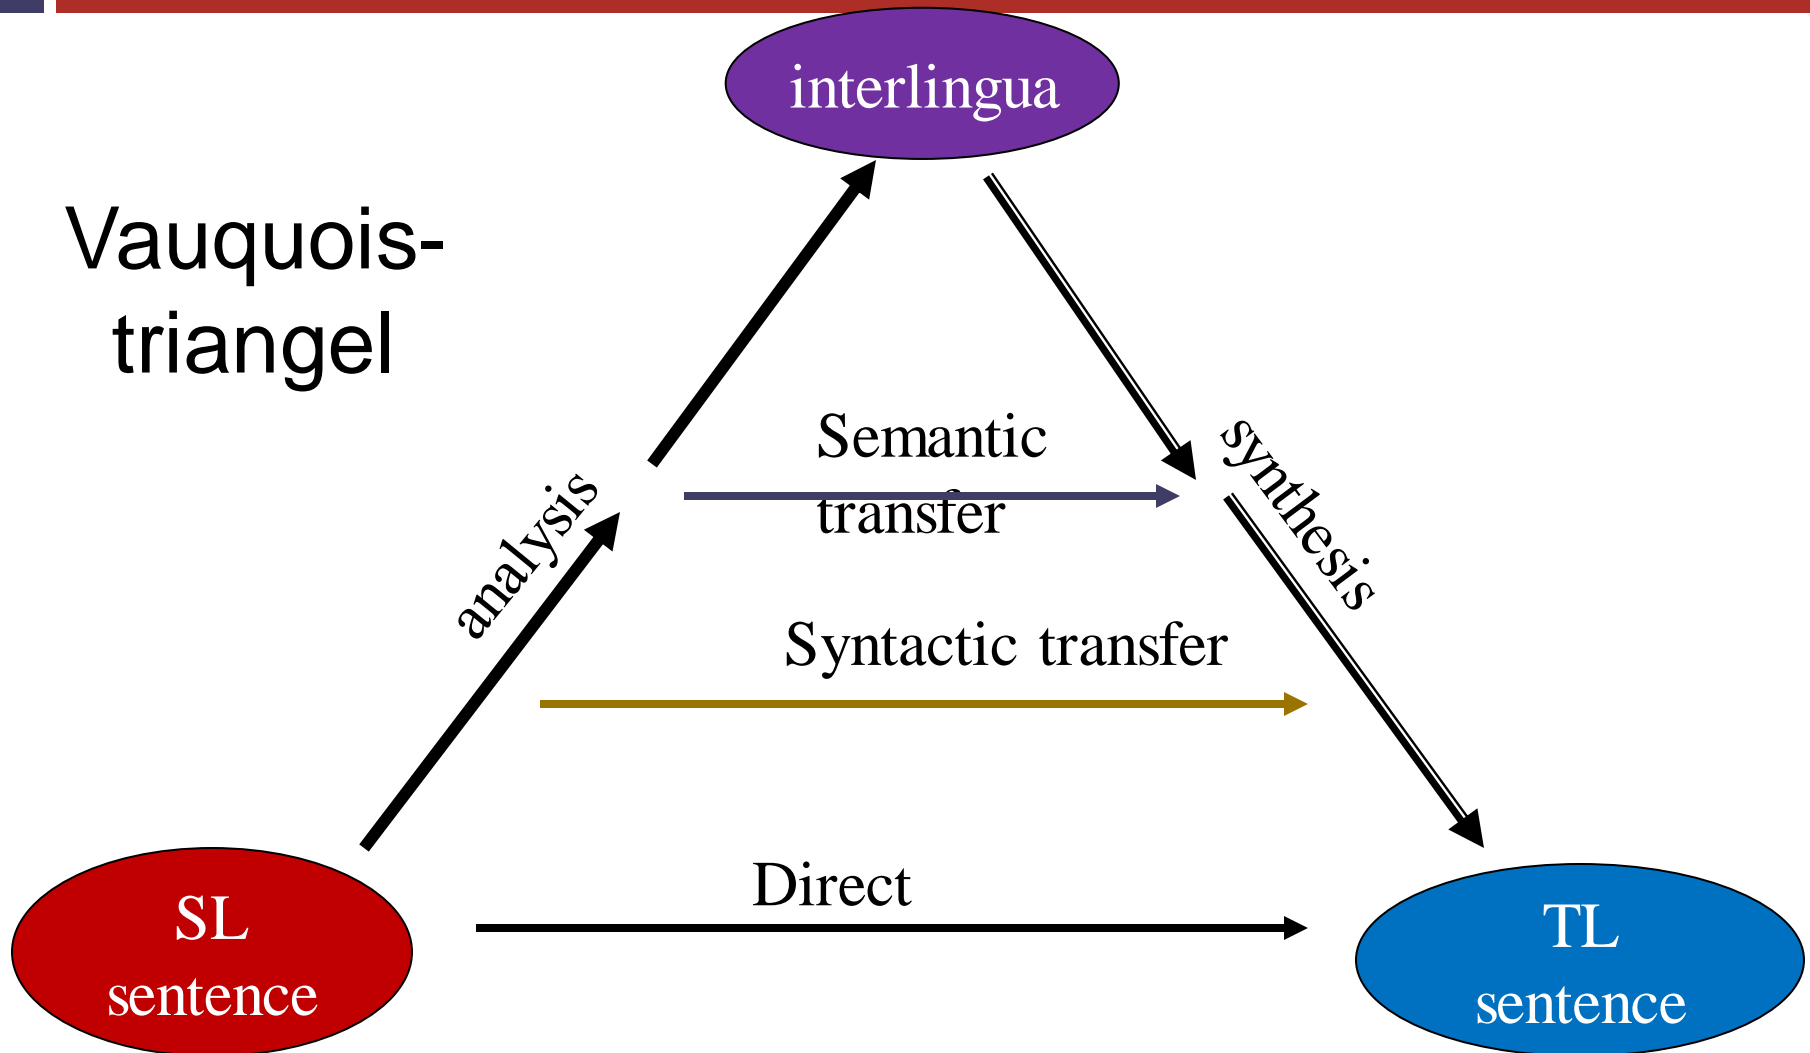 interlingua
Vauquois-
triangel
Semantic
transfer
synthesis
analysis
Syntactic transfer
Direct
SL
sentence
TL
sentence